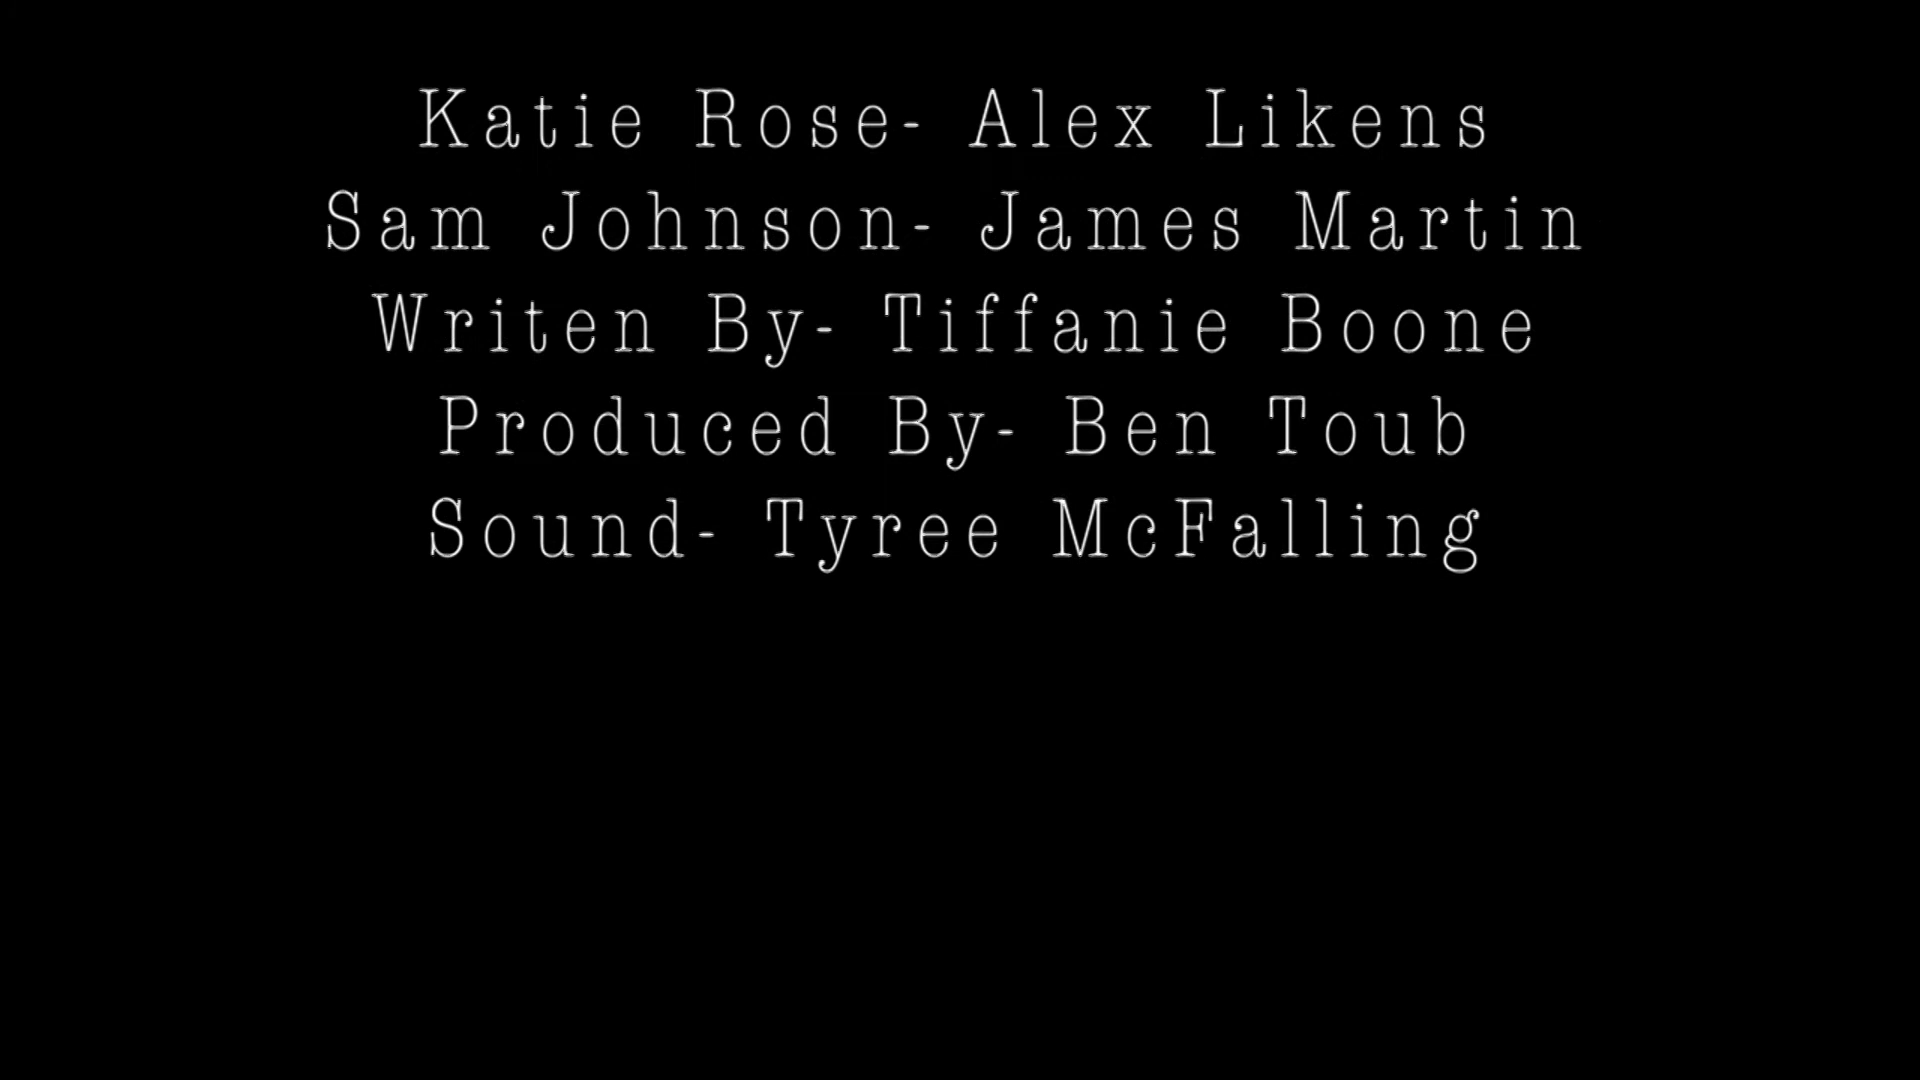 Katie Rose- Alex Likens
Sam Johnson- James Martin
Writen By- Tiffanie Boone
Produced By- Ben Toub
Sound- Tyree McFalling